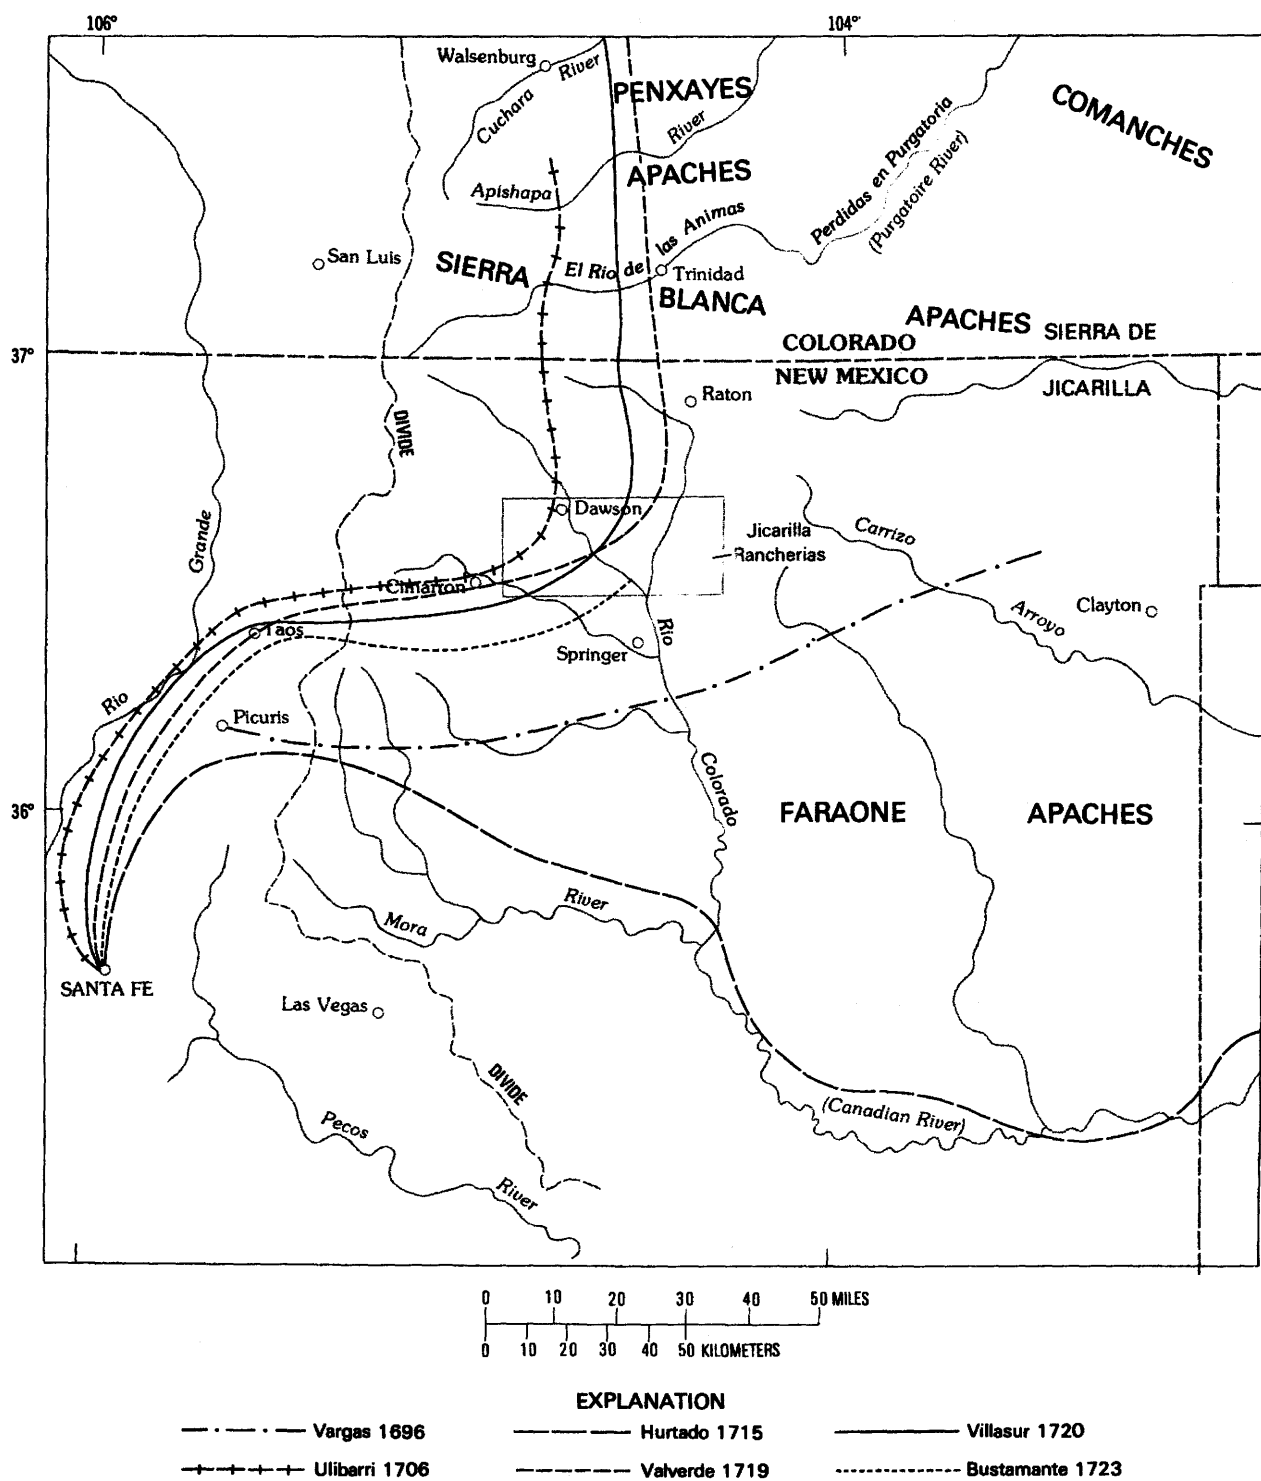 106° 104°
Walsenburg
Cuchara River
PENXAYES
COMANCHES
Apishapa River
APACHES
Perdidas en Purgatoria
(Purgatoire River)
San Luis
SIERRA
El Rio de las Animas
Trinidad
BLANCA
APACHES
SIERRA DE
37°
COLORADO
NEW MEXICO
JICARILLA
Raton
DIVIDE
Dawson
Jicarilla
Rancherias
Carrizo
Arroyo
Rio Grande
Cimarron
Clayton
Taos
Springer
Rio
Picuris
Colorado
36°
FARAONE APACHES
Mora River
SANTA FE
Las Vegas
DIVIDE
(Canadian River)
Pecos River
0 10 20 30 40 50 MILES
0 10 20 30 40 50 KILOMETERS
EXPLANATION
Vargas 1696 Hurtado 1715 Villasur 1720
Ulibarri 1706 Valverde 1719 Bustamante 1723